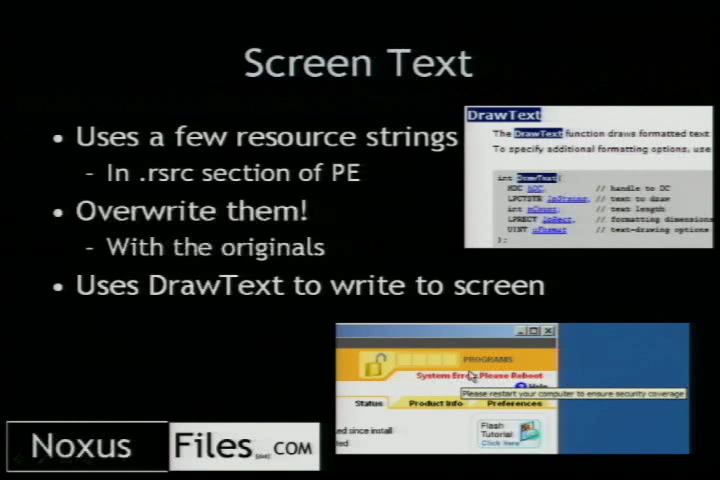 Screen Text
• Uses a few resource strings
- In .rsrc section of PE
• Overwrite them!
- With the originals
• Uses DrawText to write to screen
DrawText
The DrawText function draws formatted text
To specify additional formatting options, use
int DrawText(
HDC hDC, // handle to DC
LPCTSTR lpString, // text to draw
int nCount, // text length
LPRECT lpRect, // formatting dimensions
UINT uFormat // text-drawing options
);
PROGRAMS
System Error Please Reboot
Help
Please restart your computer to ensure security coverage
Status Product Info Preferences
ed since install
ted
Flash
Tutorial
Click here
Noxus Files .COM